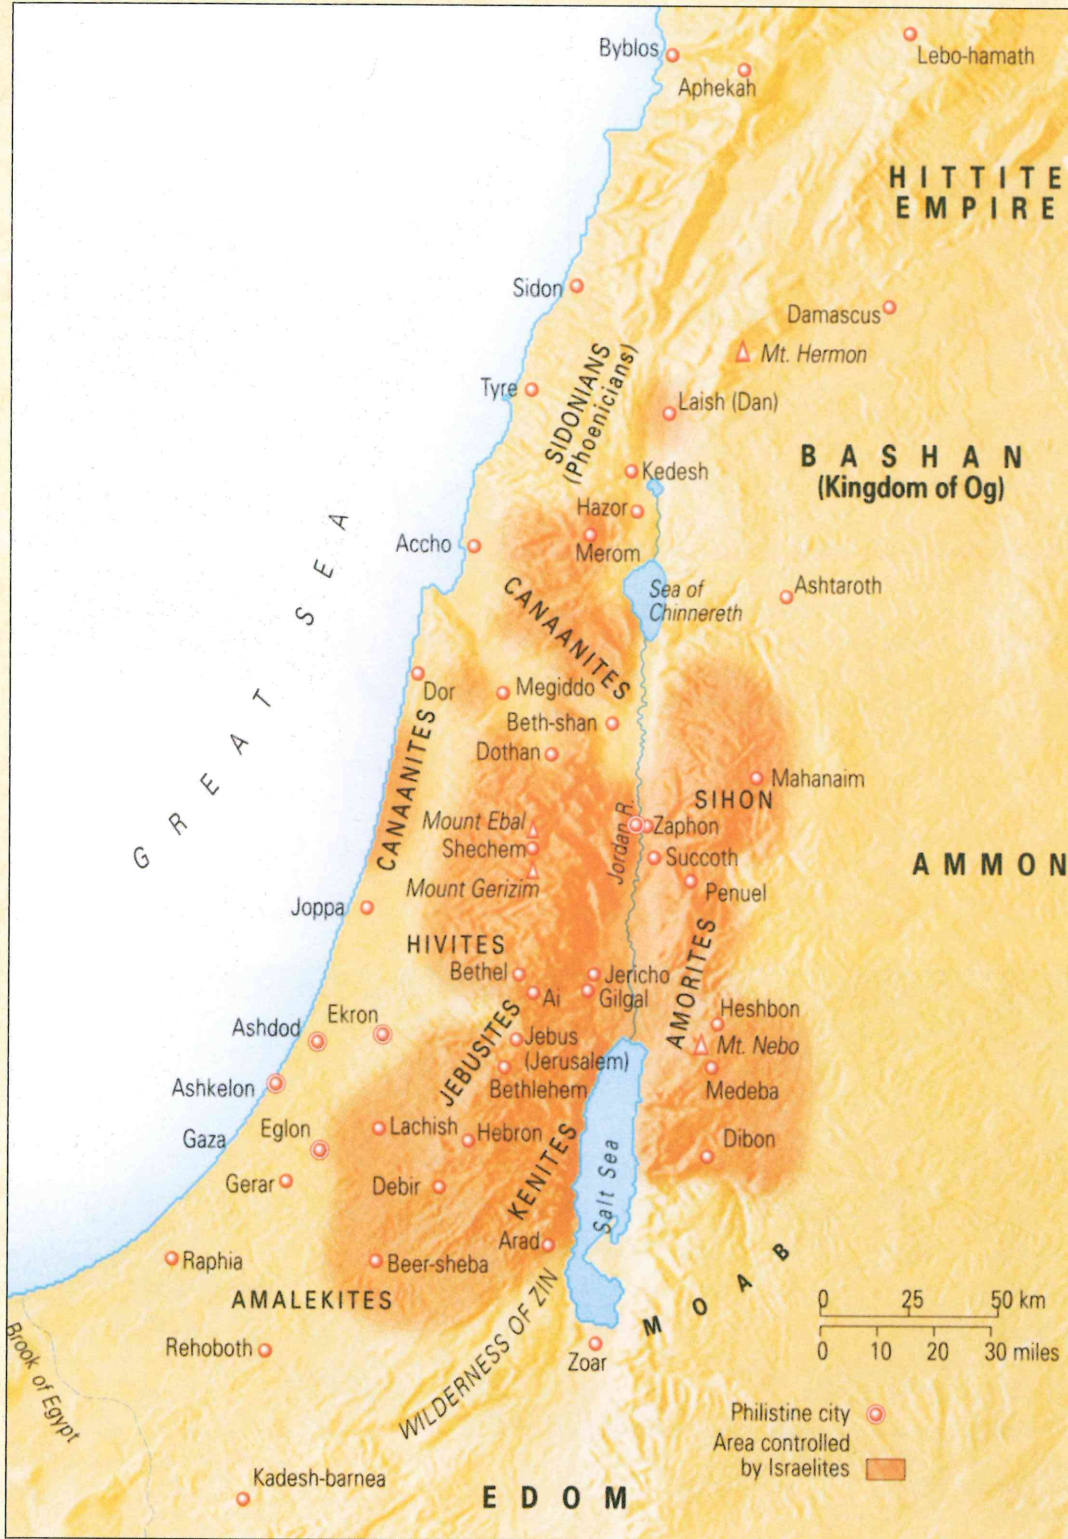 Byblos
Lebo-hamath
Aphekah
HITTITE
EMPIRE
Sidon
Damascus
Mt. Hermon
SIDONIANS
(Phoenicians)
Tyre
Laish (Dan)
BASHAN
(Kingdom of Og)
Kedesh
Hazor
GREAT SEA
Accho
Merom
CANAANITES
Sea of
Chinnereth
Ashtaroth
Dor
Megiddo
Beth-shan
CANAANITES
Dothan
Mahanaim
SIHON
Mount Ebal
Jordan R.
Zaphon
Shechem
Succoth
AMMON
Mount Gerizim
Penuel
Joppa
HIVITES
AMORITES
Bethel
Jericho
Ai
Gilgal
Heshbon
Ekron
Ashdod
JEBUSITES
Jebus
(Jerusalem)
Mt. Nebo
Bethlehem
Medeba
Ashkelon
Eglon
Lachish
Hebron
Dibon
Gaza
KENITES
Salt Sea
Gerar
Debir
Arad
Raphia
Beer-sheba
MOAB
AMALEKITES
WILDERNESS OF ZIN
0 25 50 km
Brook of Egypt
Rehoboth
Zoar
0 10 20 30 miles
Philistine city
Area controlled
by Israelites
Kadesh-barnea
EDOM